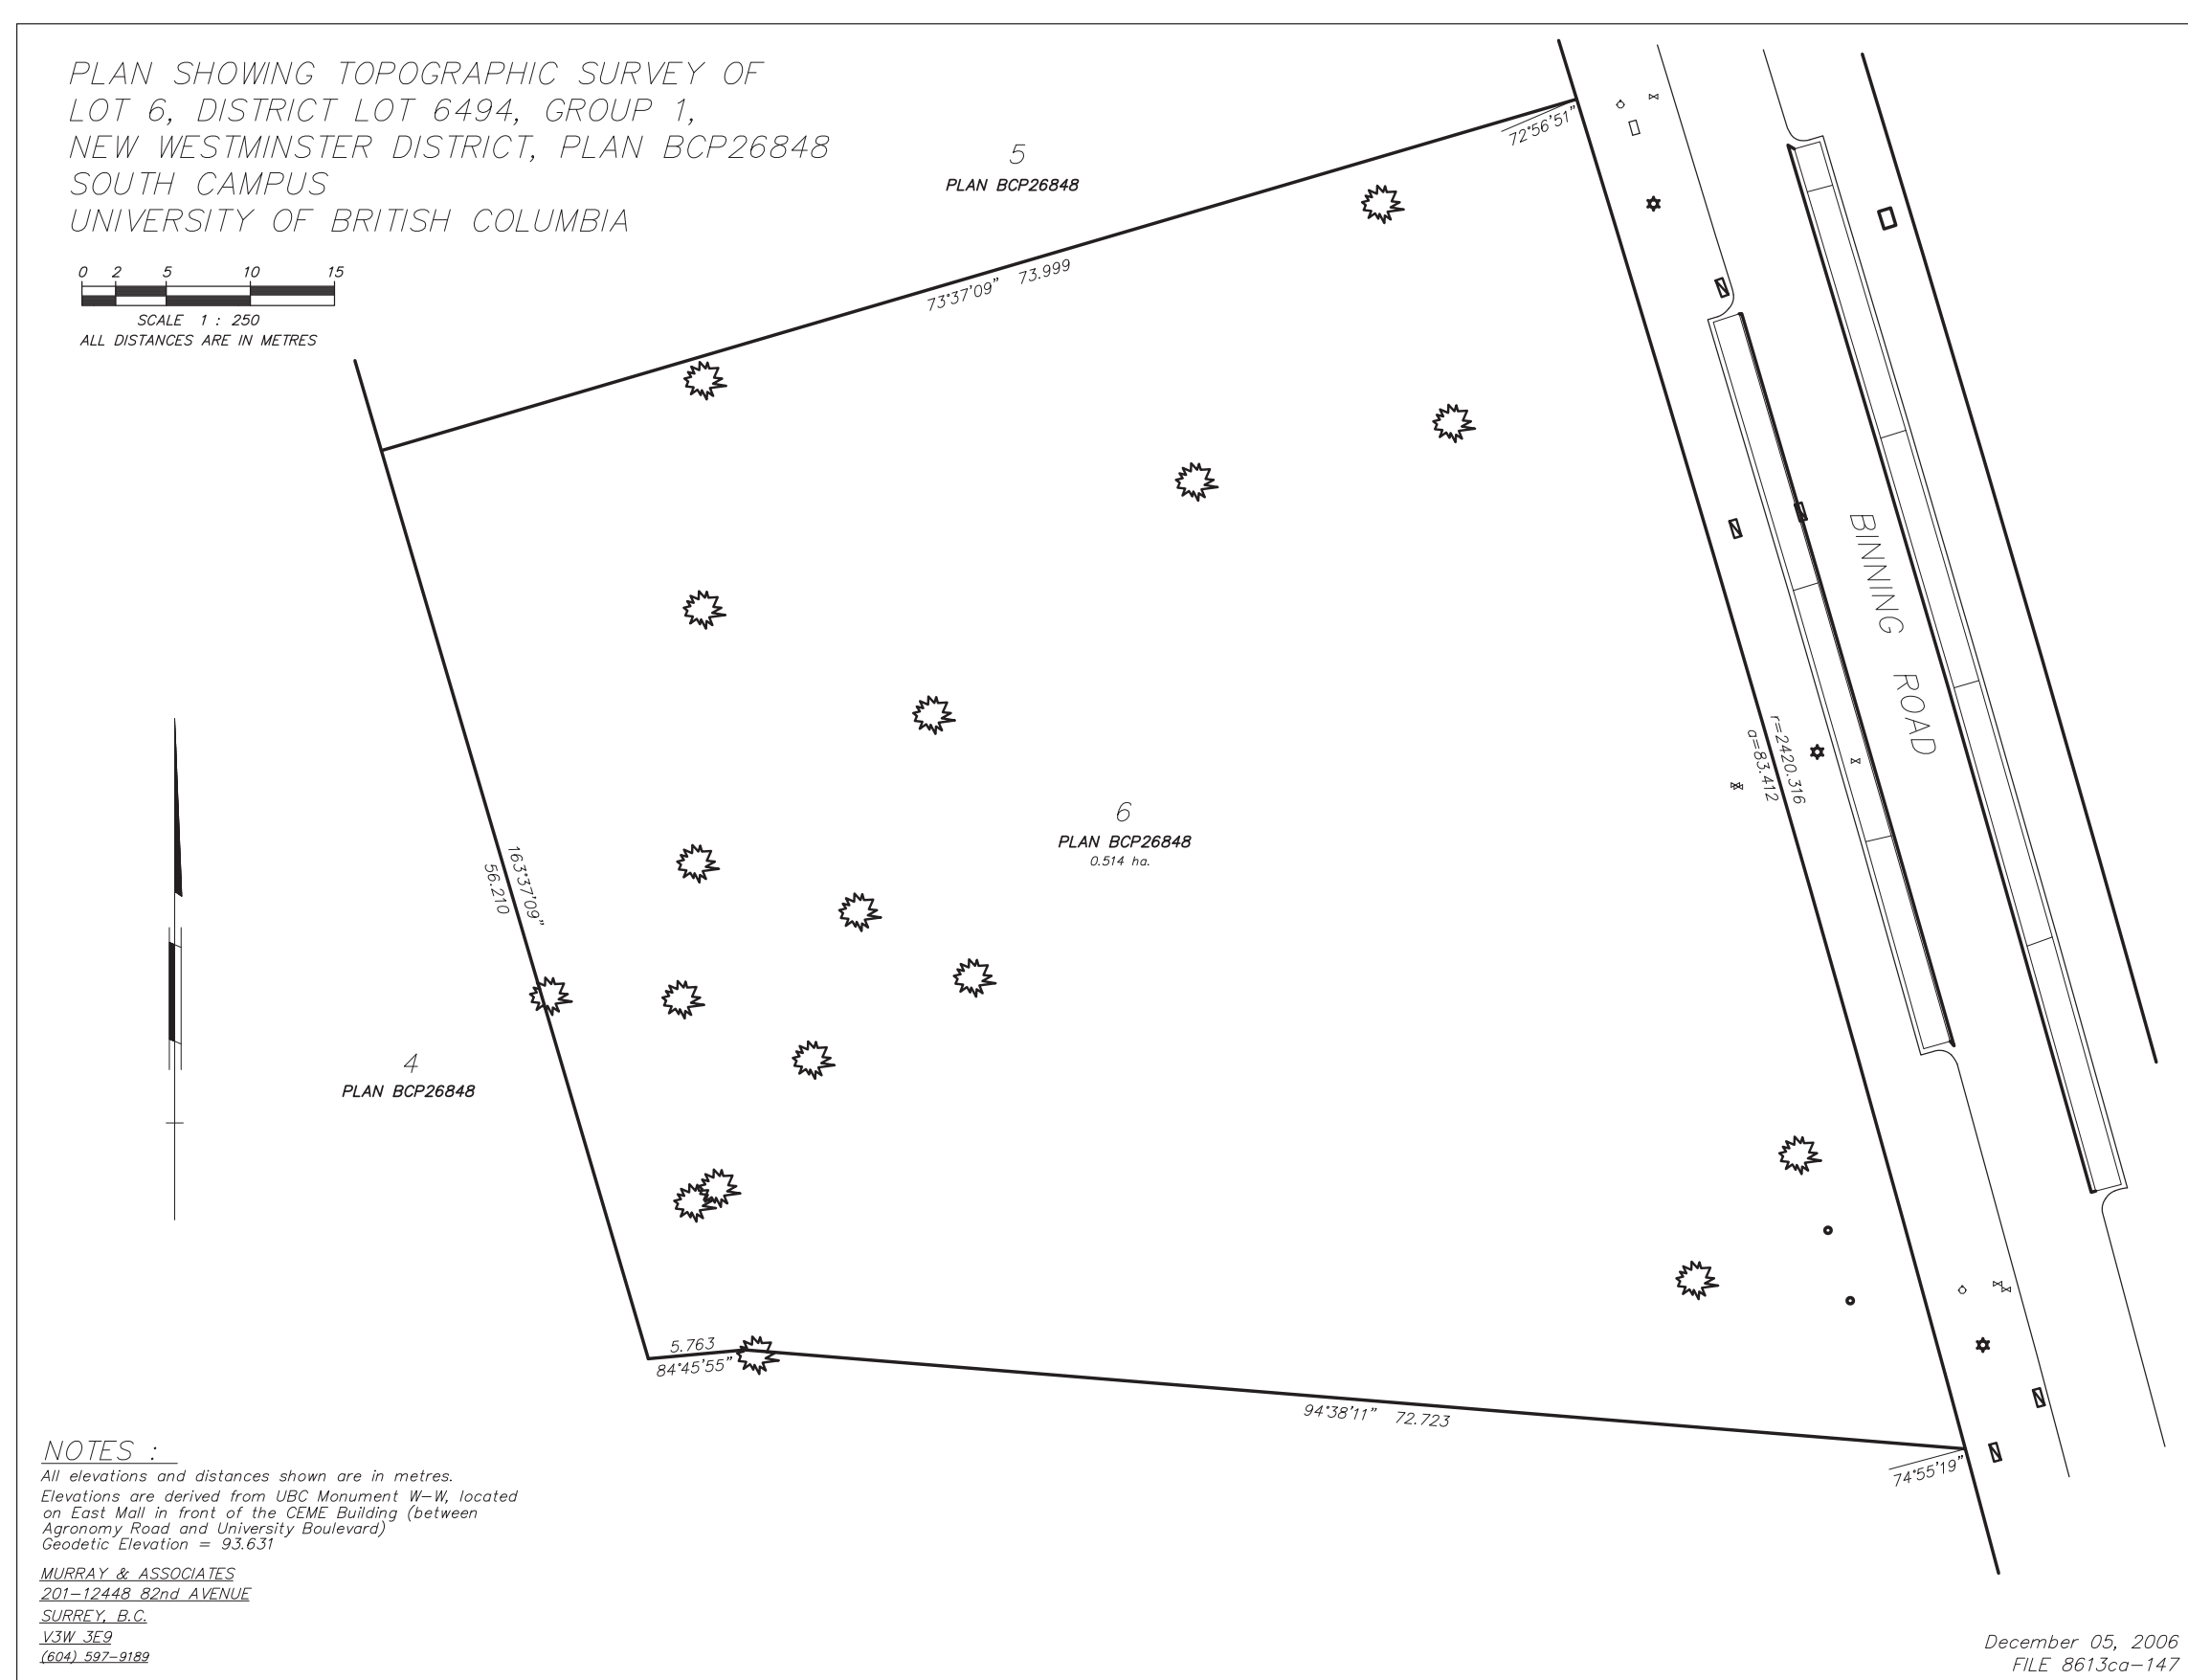 PLAN SHOWING TOPOGRAPHIC SURVEY OF
LOT 6, DISTRICT LOT 6494, GROUP 1,
NEW WESTMINSTER DISTRICT, PLAN BCP26848
SOUTH CAMPUS
UNIVERSITY OF BRITISH COLUMBIA
0 2 5 10 15
SCALE 1 : 250
ALL DISTANCES ARE IN METRES
5
PLAN BCP26848
72°56'51"
73°37'09" 73.999
BINNING ROAD
r=2420.316
a=83.412
6
PLAN BCP26848
0.514 ha.
163°37'09"
56.210
4
PLAN BCP26848
5.763
84°45'55"
94°38'11" 72.723
74°55'19"
NOTES :
All elevations and distances shown are in metres.
Elevations are derived from UBC Monument W-W, located
on East Mall in front of the CEME Building (between
Agronomy Road and University Boulevard)
Geodetic Elevation = 93.631
MURRAY & ASSOCIATES
201-12448 82nd AVENUE
SURREY, B.C.
V3W 3E9
(604) 597-9189
December 05, 2006
FILE 8613ca-147